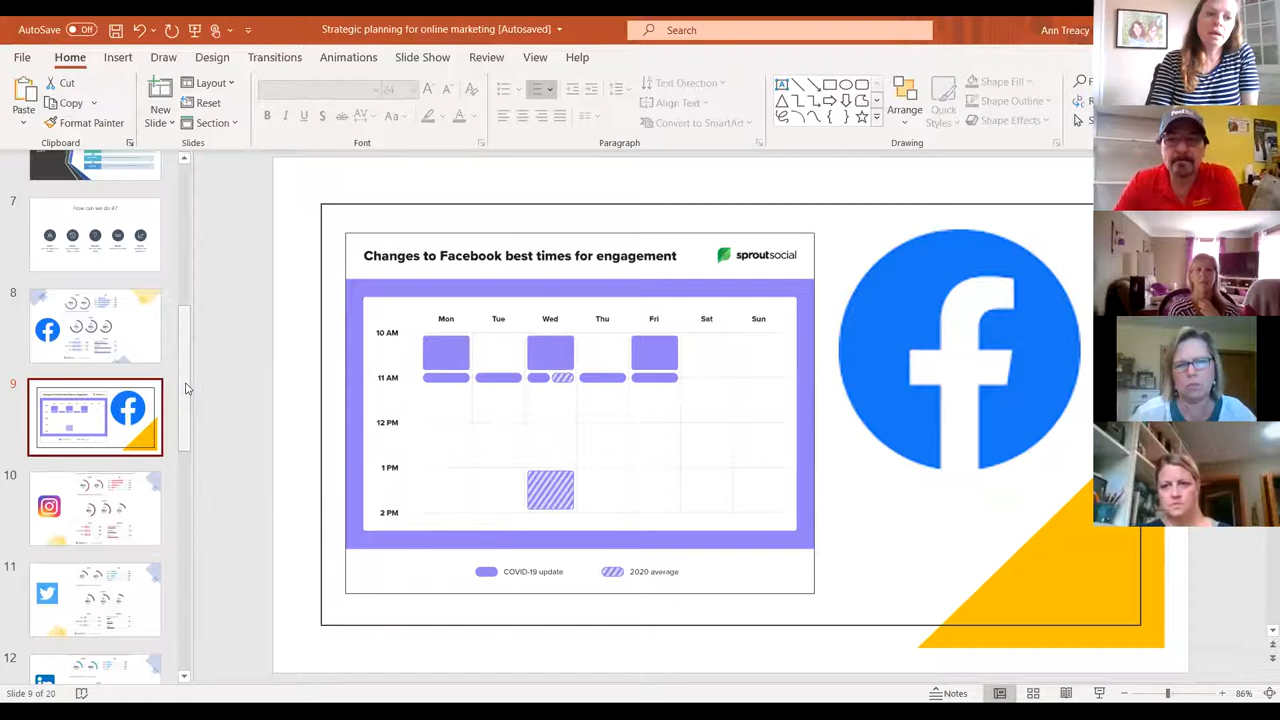 AutoSave Off
Strategic planning for online marketing [Autosaved]
Search
Ann Treacy
File Home Insert Draw Design Transitions Animations Slide Show Review View Help
Paste
Cut
Copy
Format Painter
Clipboard
New Slide
Layout
Reset
Section
Slides
24
Font
Text Direction
Align Text
Convert to SmartArt
Paragraph
Arrange
Quick Styles
Shape Fill
Shape Outline
Shape Effects
Drawing
7
How can we do it?
8
9
10
11
12
Changes to Facebook best times for engagement
sproutsocial
Mon Tue Wed Thu Fri Sat Sun
10 AM
11 AM
12 PM
1 PM
2 PM
COVID-19 update
2020 average
Slide 9 of 20
Notes
86%